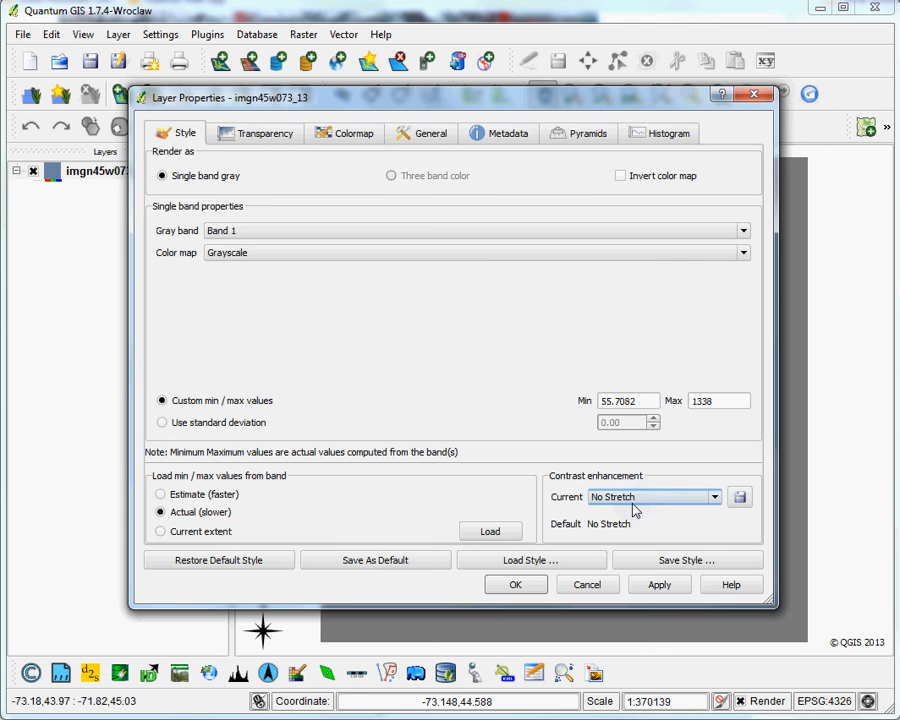 Quantum GIS 1.7.4-Wroclaw
File Edit View Layer Settings Plugins Database Raster Vector Help
Layer Properties - imgn45w073_13
Style Transparency Colormap General Metadata Pyramids Histogram
Layers
Render as
imgn45w07
Single band gray Three band color Invert color map
Single band properties
Gray band Band 1
Color map Grayscale
Custom min / max values Min 55.7082 Max 1338
Use standard deviation 0.00
Note: Minimum Maximum values are actual values computed from the band(s)
Load min / max values from band Contrast enhancement
Estimate (faster) Current No Stretch
Actual (slower)
Default No Stretch
Current extent Load
Restore Default Style Save As Default Load Style ... Save Style ...
OK Cancel Apply Help
© QGIS 2013
-73.18,43.97 : -71.82,45.03 Coordinate: -73.148,44.588 Scale 1:370139 Render EPSG:4326